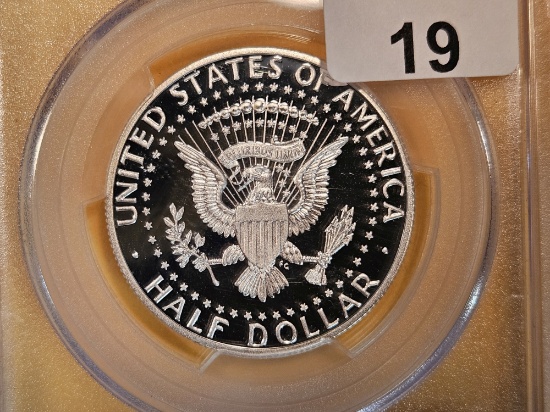 19
UNITED STATES OF AMERICA
HALF DOLLAR